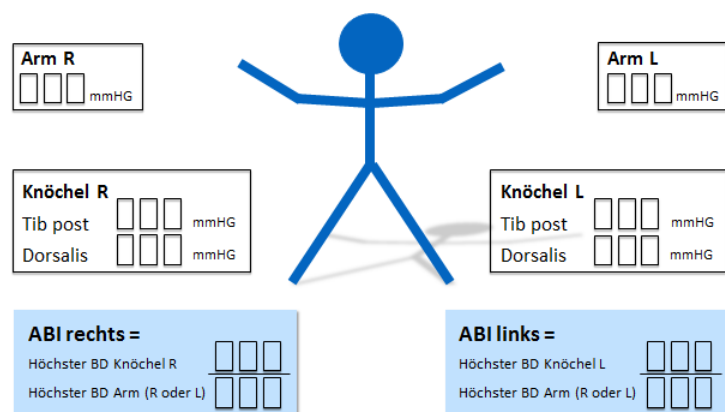 Arm R
mmHG
Arm L
mmHG
Knöchel R
Tib post mmHG
Dorsalis mmHG
Knöchel L
Tib post mmHG
Dorsalis mmHG
ABI rechts =
Höchster BD Knöchel R
Höchster BD Arm (R oder L)
ABI links =
Höchster BD Knöchel L
Höchster BD Arm (R oder L)